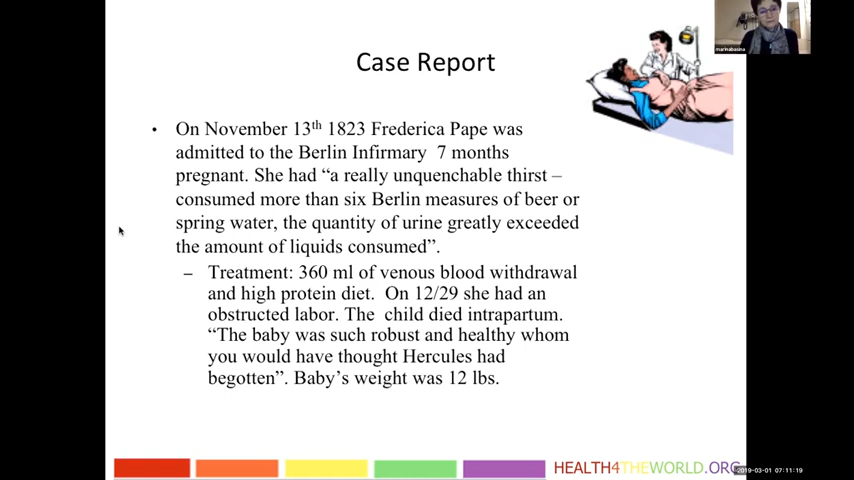 marinabasina
Case Report
• On November 13th 1823 Frederica Pape was
admitted to the Berlin Infirmary 7 months
pregnant. She had “a really unquenchable thirst –
consumed more than six Berlin measures of beer or
spring water, the quantity of urine greatly exceeded
the amount of liquids consumed”.
– Treatment: 360 ml of venous blood withdrawal
and high protein diet. On 12/29 she had an
obstructed labor. The child died intrapartum.
“The baby was such robust and healthy whom
you would have thought Hercules had
begotten”. Baby’s weight was 12 lbs.
HEALTH4THEWORLD.ORG
2019-03-01 07:11:19